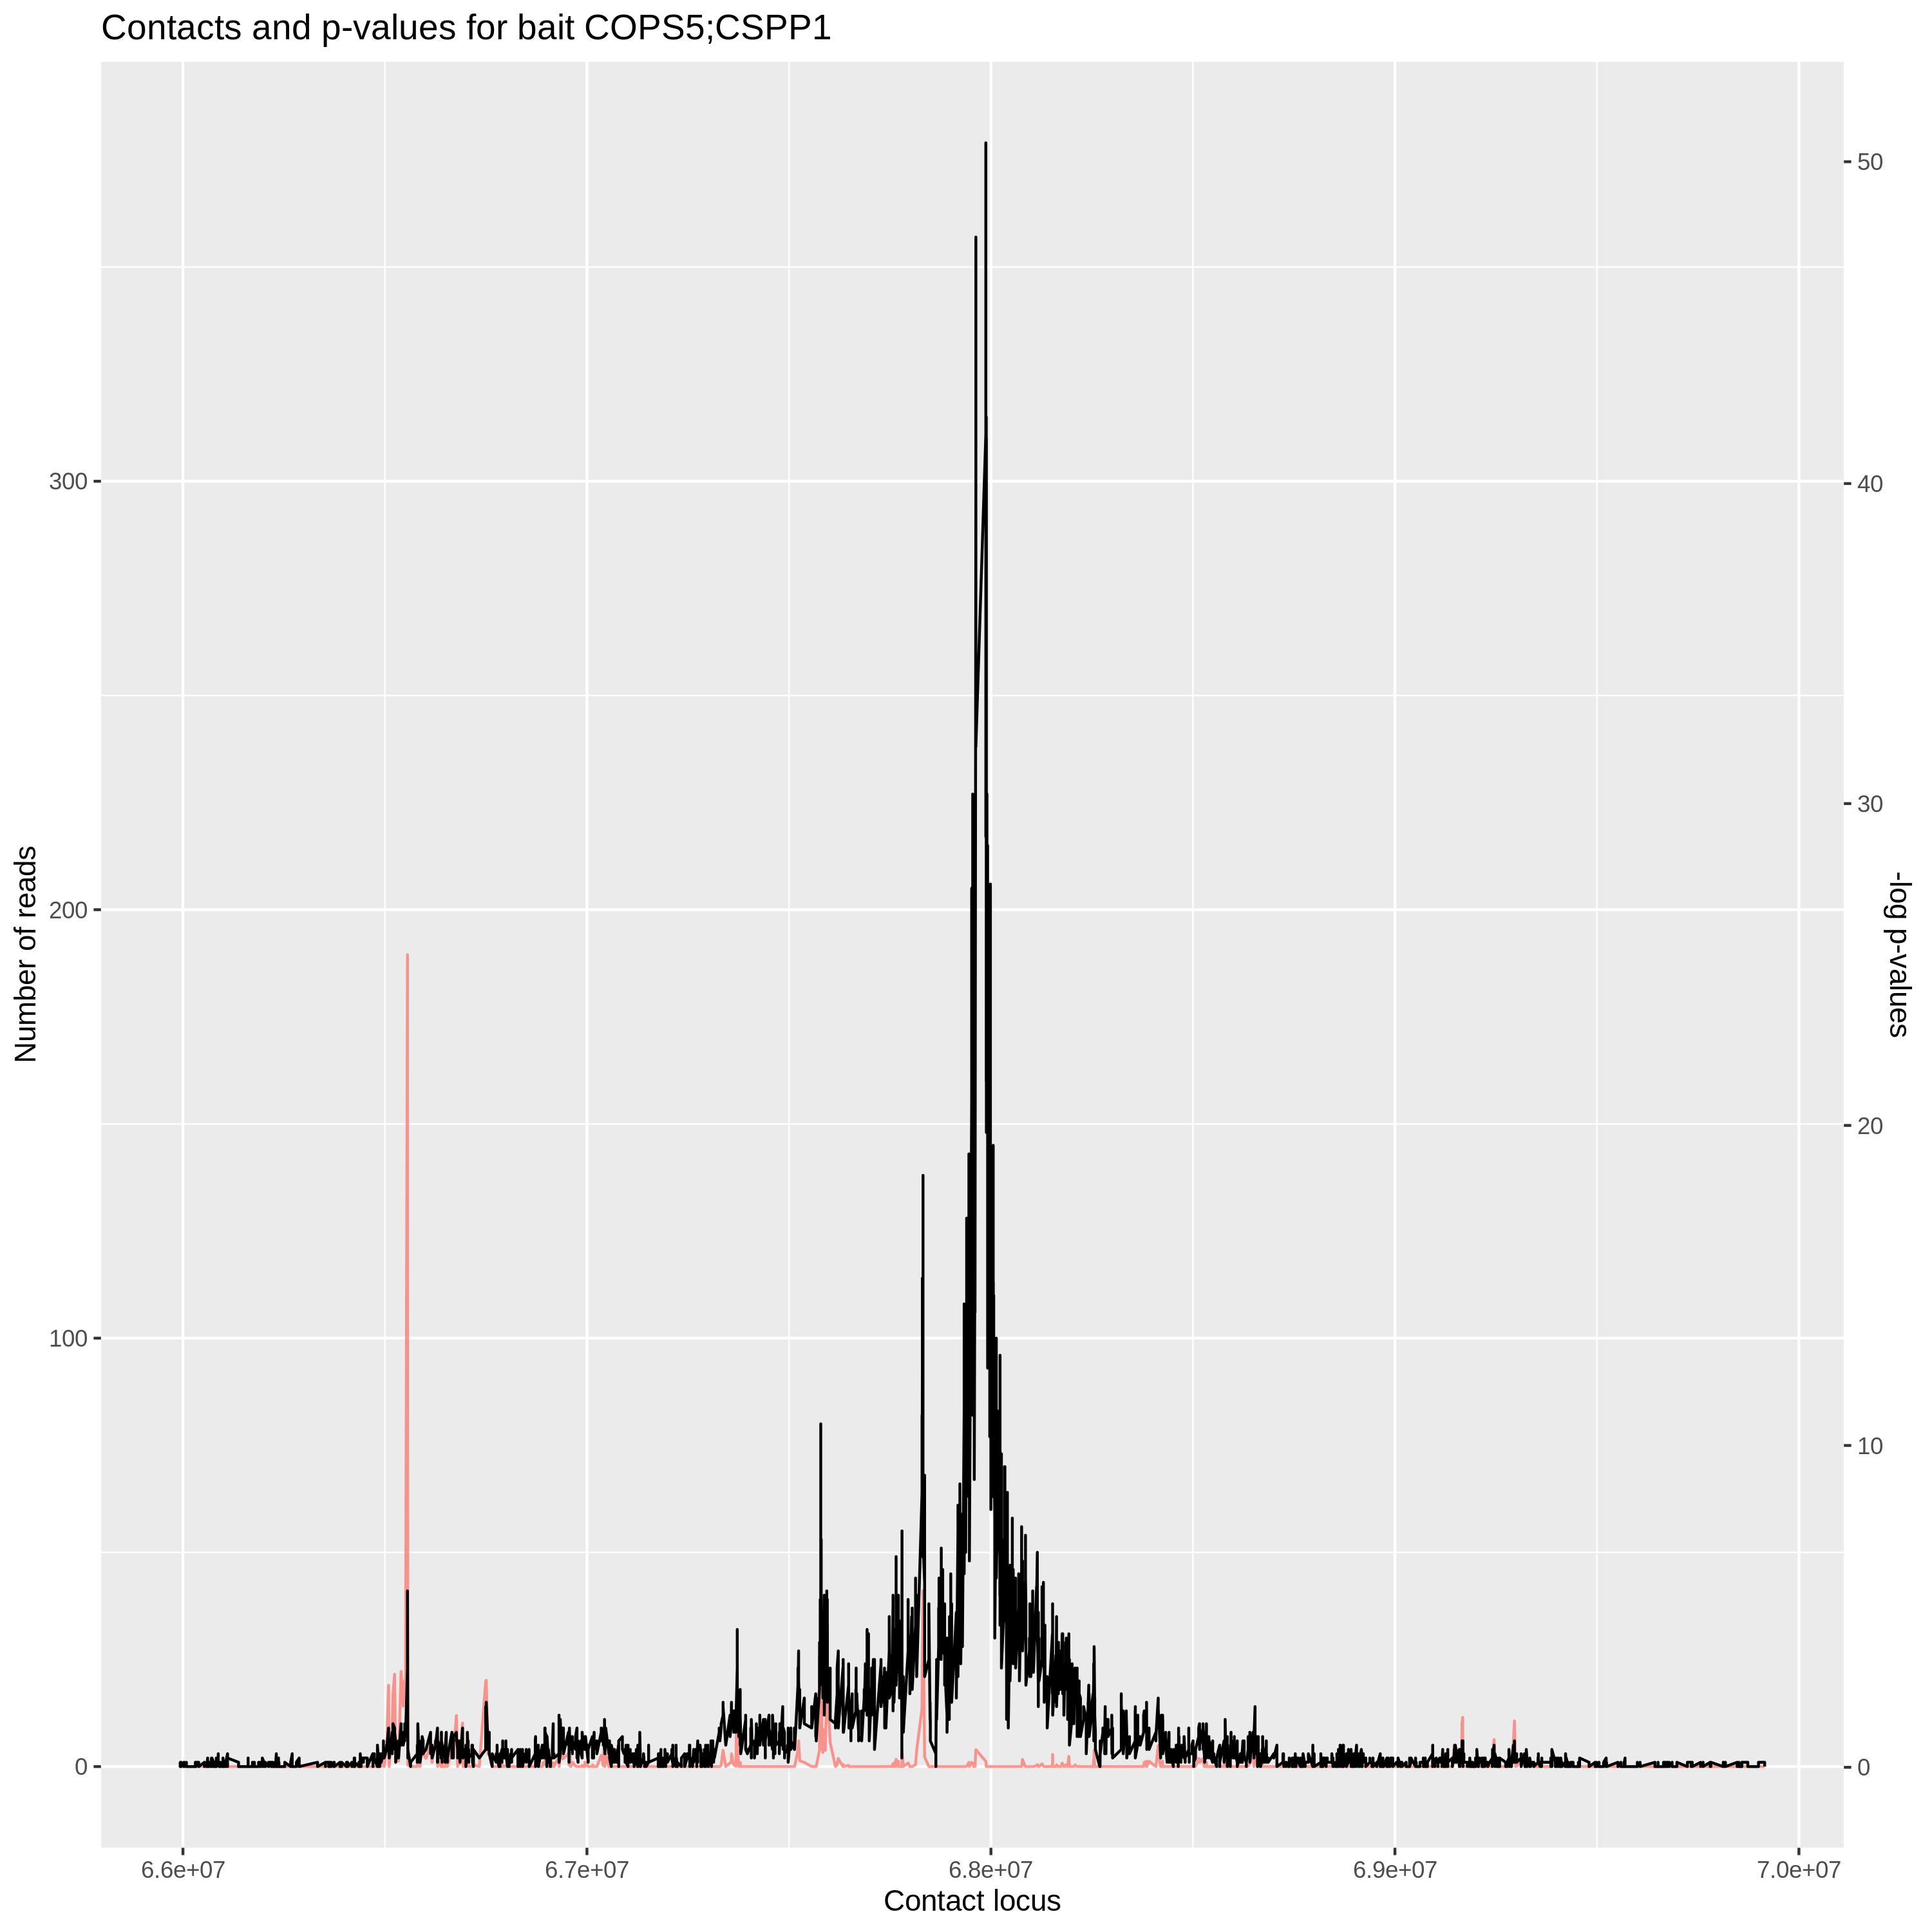 Contacts and p-values for bait COPS5;CSPP1
Number of reads
300
200
100
0
50
40
30
20
10
0
-log p-values
6.6e+07
6.7e+07
6.8e+07
6.9e+07
7.0e+07
Contact locus